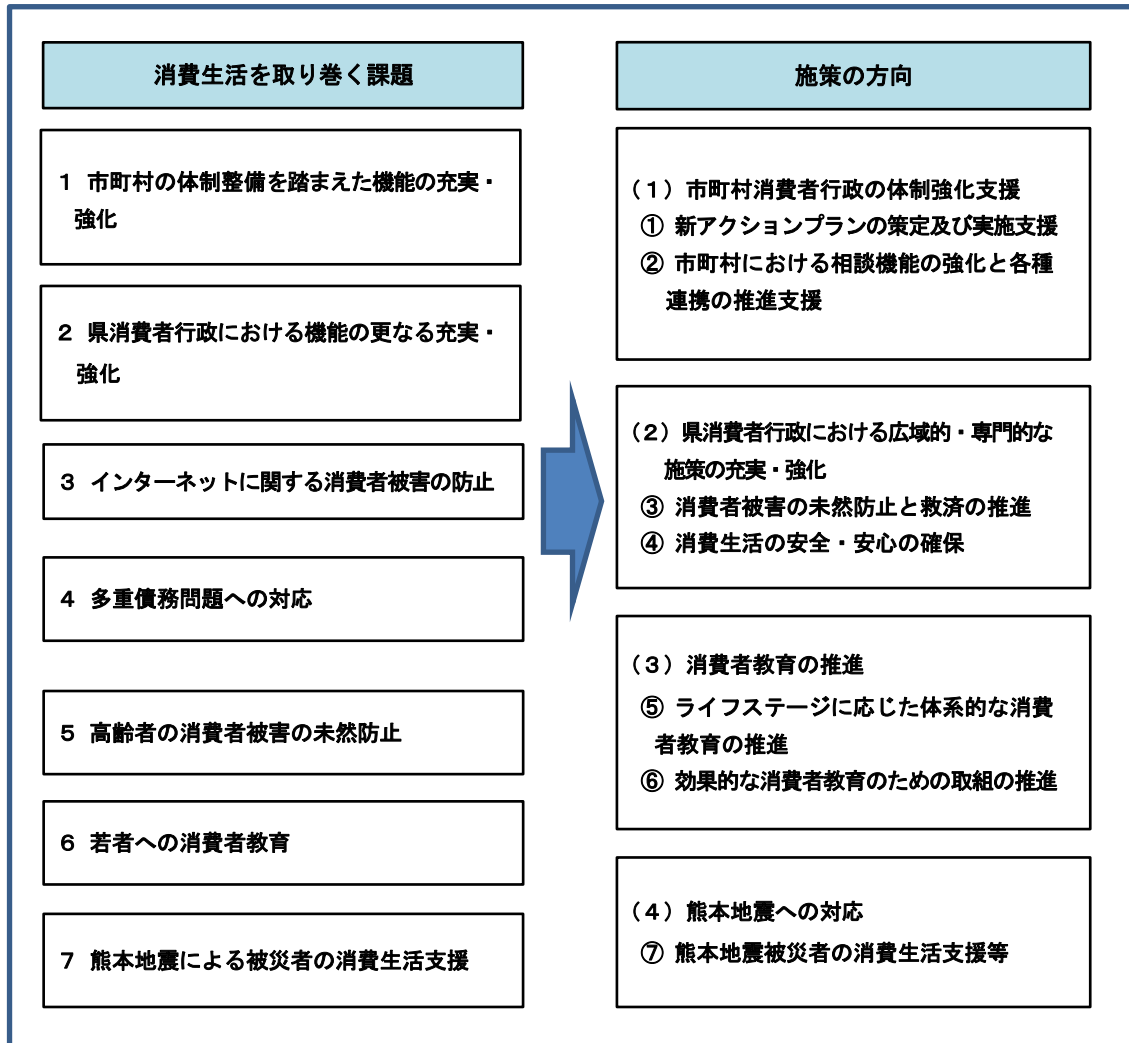 消費生活を取り巻く課題
１ 市町村の体制整備を踏まえた機能の充実・
強化
２ 県消費者行政における機能の更なる充実・
強化
３ インターネットに関する消費者被害の防止
４ 多重債務問題への対応
５ 高齢者の消費者被害の未然防止
６ 若者への消費者教育
７ 熊本地震による被災者の消費生活支援
施策の方向
（１）市町村消費者行政の体制強化支援
① 新アクションプランの策定及び実施支援
② 市町村における相談機能の強化と各種
連携の推進支援
（２）県消費者行政における広域的・専門的な
施策の充実・強化
③ 消費者被害の未然防止と救済の推進
④ 消費生活の安全・安心の確保
（３）消費者教育の推進
⑤ ライフステージに応じた体系的な消費
者教育の推進
⑥ 効果的な消費者教育のための取組の推進
（４）熊本地震への対応
⑦ 熊本地震被災者の消費生活支援等